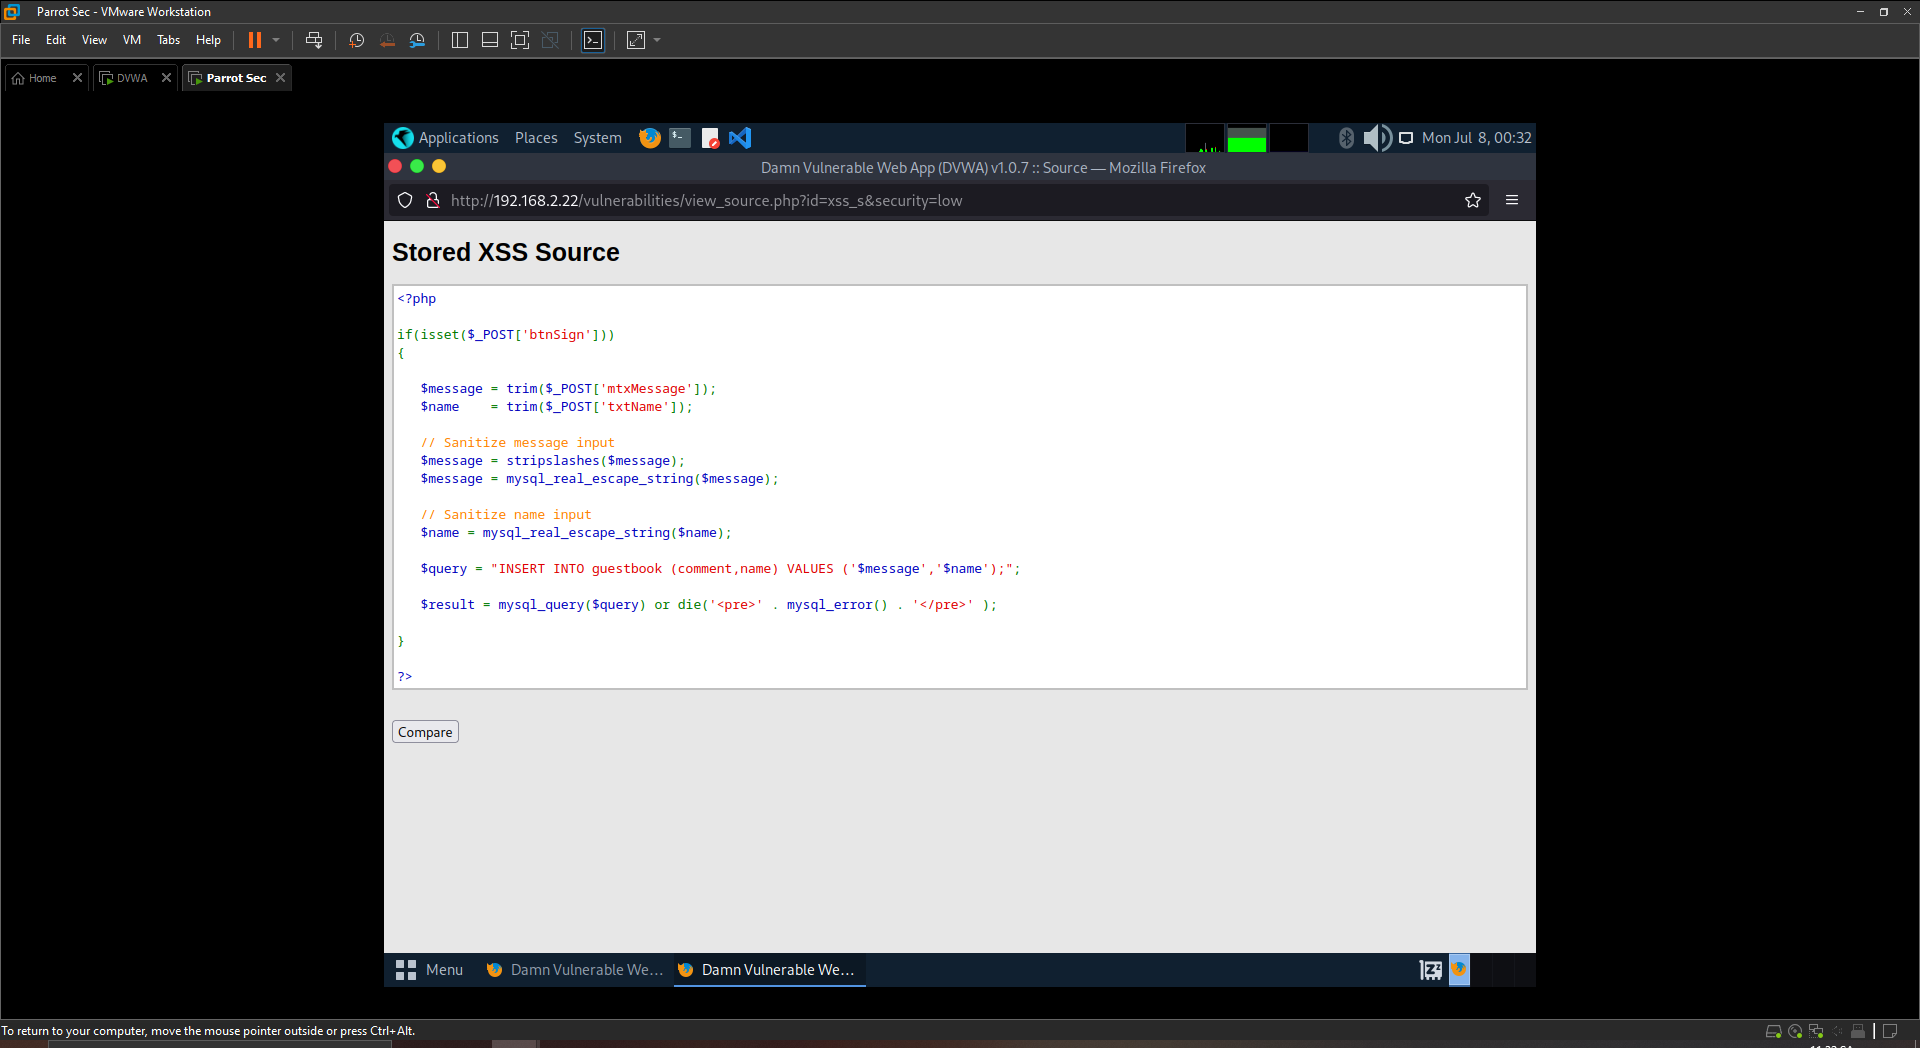 Parrot Sec - VMware Workstation
File Edit View VM Tabs Help
Home DVWA Parrot Sec
Applications Places System Mon Jul 8, 00:32
Damn Vulnerable Web App (DVWA) v1.0.7 :: Source — Mozilla Firefox
http://192.168.2.22/vulnerabilities/view_source.php?id=xss_s&security=low
Stored XSS Source
<?php
if(isset($_POST['btnSign']))
{
$message = trim($_POST['mtxMessage']);
$name    = trim($_POST['txtName']);
// Sanitize message input
$message = stripslashes($message);
$message = mysql_real_escape_string($message);
// Sanitize name input
$name = mysql_real_escape_string($name);
$query = "INSERT INTO guestbook (comment,name) VALUES ('$message','$name');";
$result = mysql_query($query) or die('<pre>' . mysql_error() . '</pre>' );
}
?>
Compare
Menu Damn Vulnerable We... Damn Vulnerable We...
To return to your computer, move the mouse pointer outside or press Ctrl+Alt.